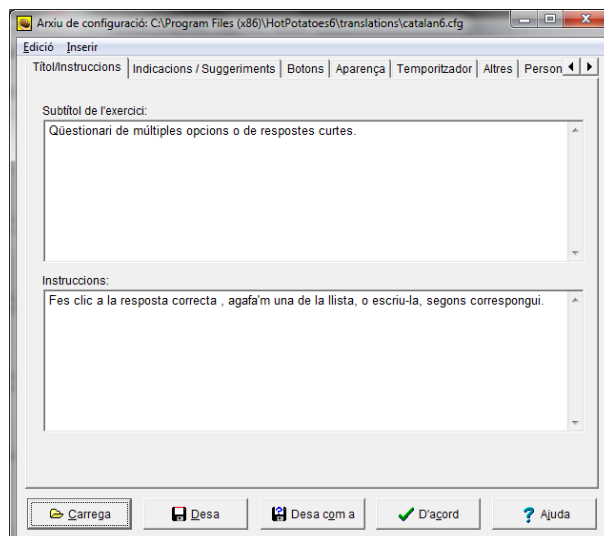 Arxiu de configuració: C:\Program Files (x86)\HotPotatoes6\translations\catalan6.cfg
Edició Inserir
Títol/Instruccions Indicacions / Suggeriments Botons Aparença Temporitzador Altres Person
Subtítol de l'exercici:
Qüestionari de múltiples opcions o de respostes curtes.
Instruccions:
Fes clic a la resposta correcta , agafa'm una de la llista, o escriu-la, segons correspongui.
Carrega Desa Desa com a D'acord Ajuda